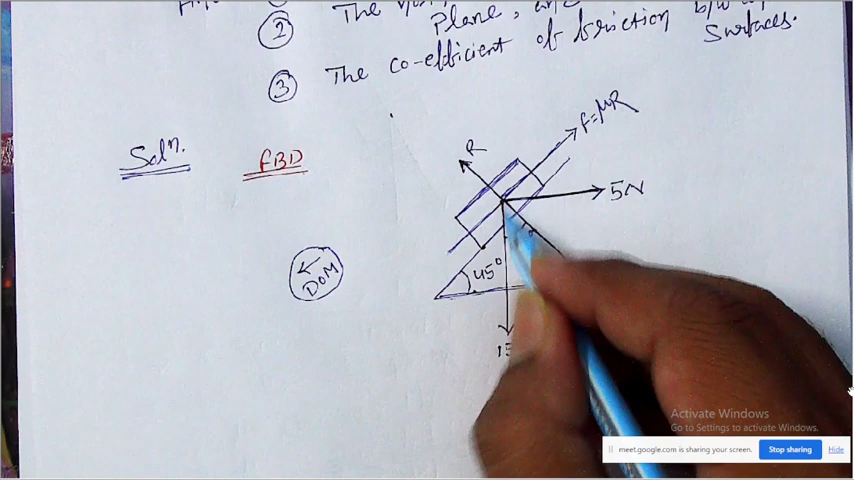 ②
The
Plane,
b/w
③ The co-efficient of friction
Surfaces.
Soln.
FBD
R
F=μR
5N
45°
← DOM
15
Activate Windows
Go to Settings to activate Windows.
meet.google.com is sharing your screen.
Stop sharing
Hide